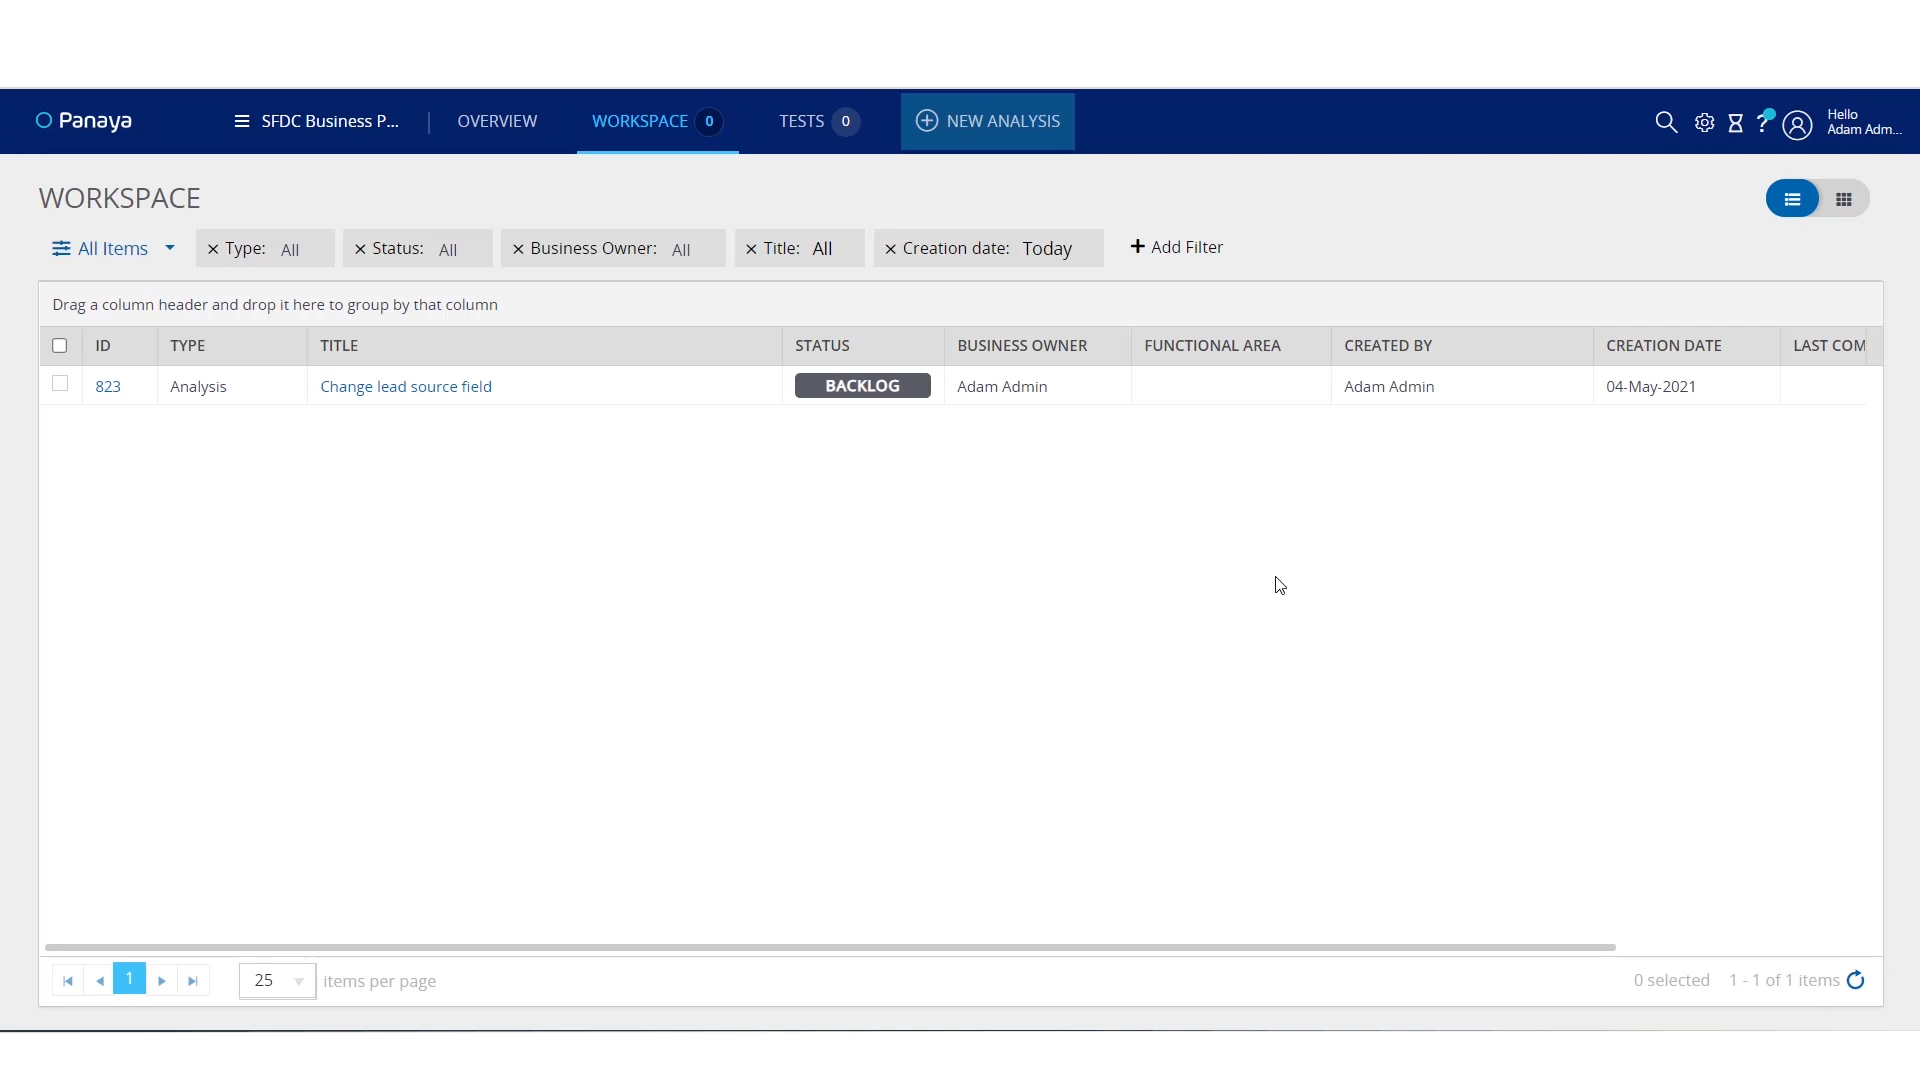 Panaya
SFDC Business P...
OVERVIEW
WORKSPACE 0
TESTS 0
NEW ANALYSIS
?
Hello
Adam Adm...
WORKSPACE
All Items
× Type: All
× Status: All
× Business Owner: All
× Title: All
× Creation date: Today
+ Add Filter
Drag a column header and drop it here to group by that column
ID TYPE TITLE STATUS BUSINESS OWNER FUNCTIONAL AREA CREATED BY CREATION DATE LAST COM
823 Analysis Change lead source field BACKLOG Adam Admin Adam Admin 04-May-2021
1 25 items per page 0 selected 1 - 1 of 1 items